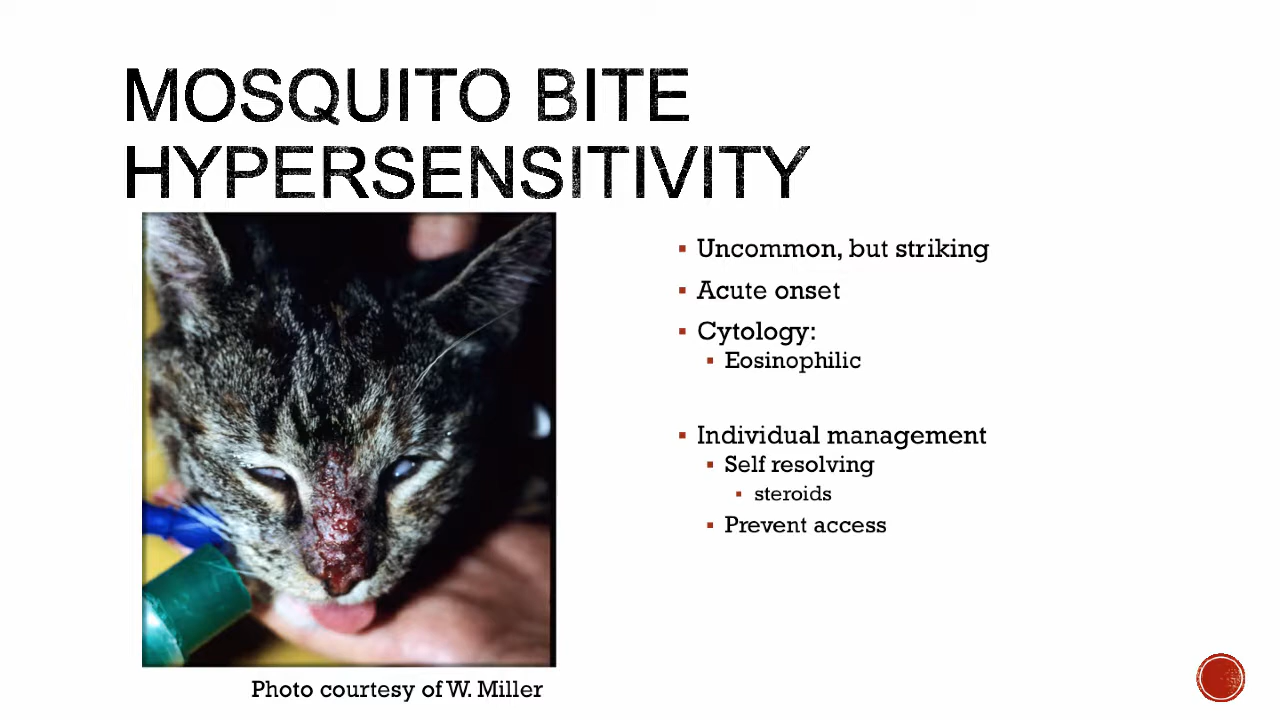 MOSQUITO BITE
HYPERSENSITIVITY
Uncommon, but striking
Acute onset
Cytology:
Eosinophilic
Individual management
Self resolving
steroids
Prevent access
Photo courtesy of W. Miller